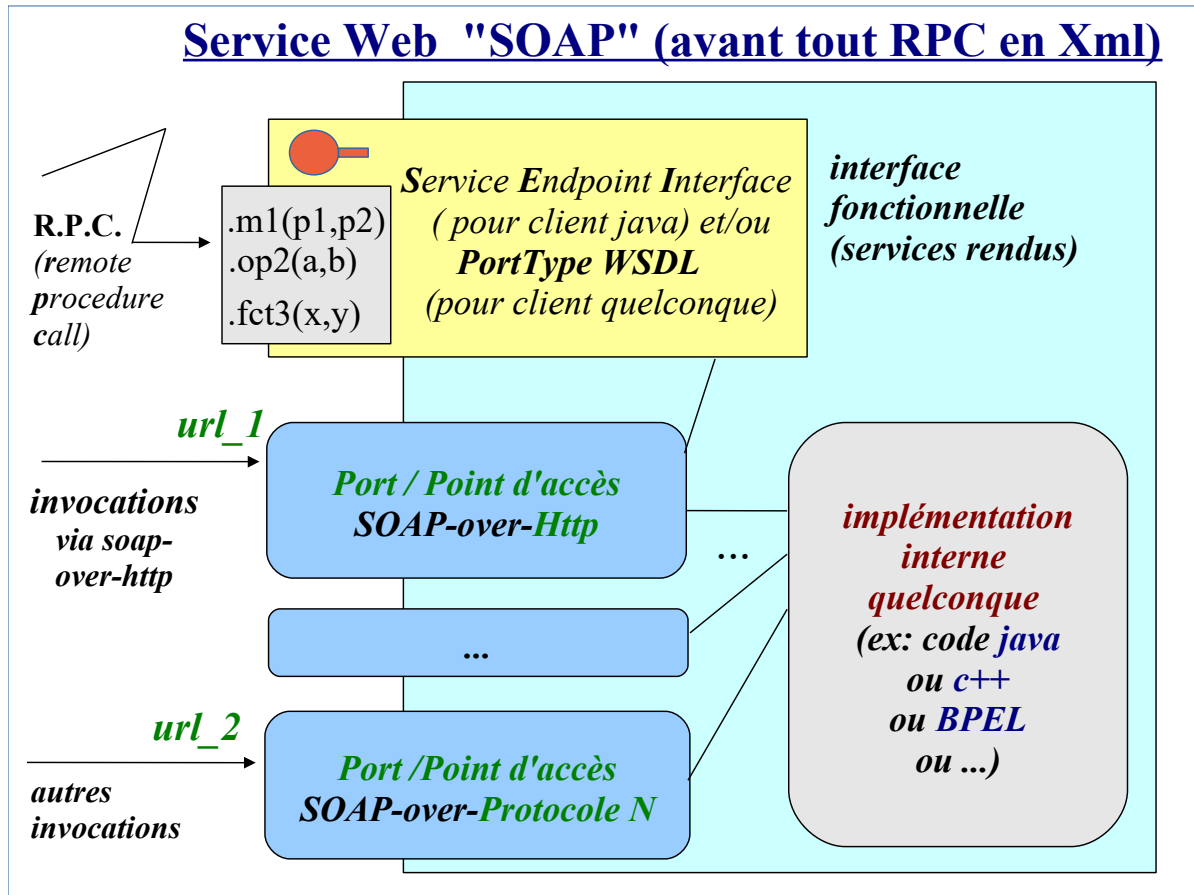 Service Web "SOAP" (avant tout RPC en Xml)
R.P.C.
(remote
procedure
call)
.m1(p1,p2)
.op2(a,b)
.fct3(x,y)
Service Endpoint Interface
( pour client java) et/ou
PortType WSDL
(pour client quelconque)
interface
fonctionnelle
(services rendus)
url_1
invocations
via soap-
over-http
Port / Point d'accès
SOAP-over-Http
...
...
url_2
autres
invocations
Port /Point d'accès
SOAP-over-Protocole N
implémentation
interne
quelconque
(ex: code java
ou c++
ou BPEL
ou ...)